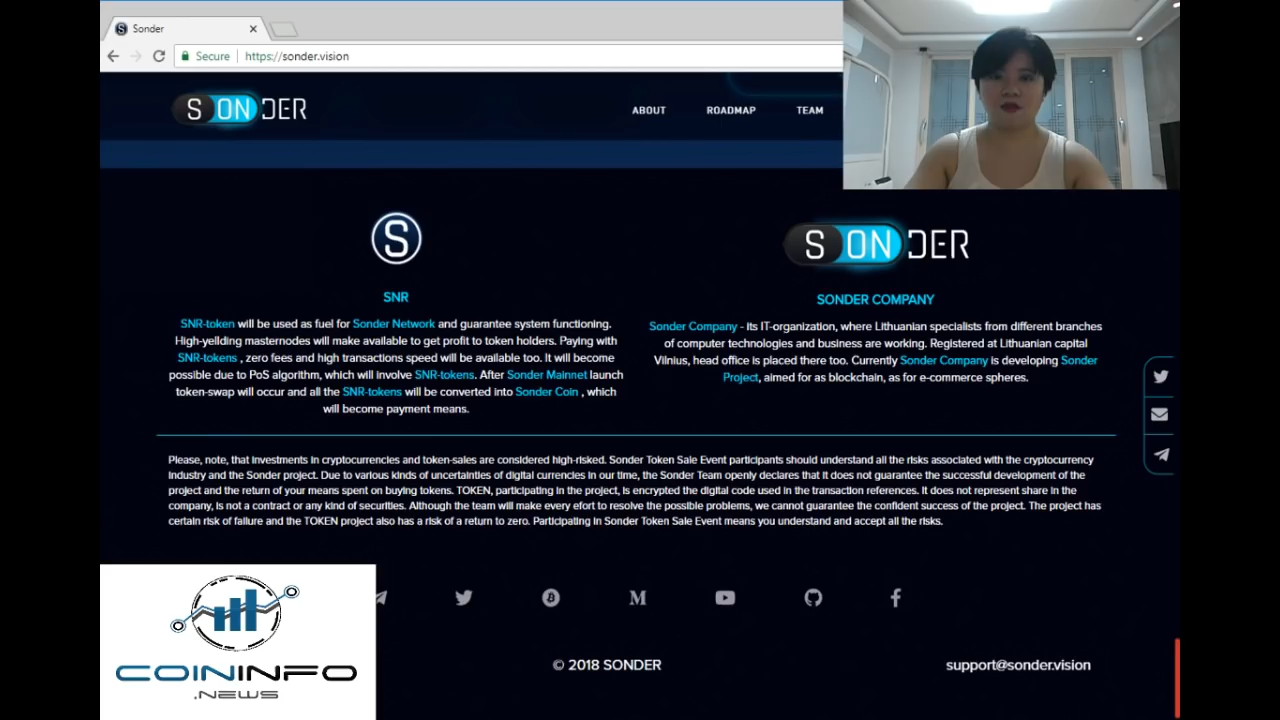 Sonder
Secure
https://sonder.vision
SONDER
ABOUT
ROADMAP
TEAM
S
SONDER
SNR
SNR-token will be used as fuel for Sonder Network and guarantee system functioning.
High-yellding masternodes will make available to get profit to token holders. Paying with
SNR-tokens , zero fees and high transactions speed will be available too. It will become
possible due to PoS algorithm, which will involve SNR-tokens. After Sonder Mainnet launch
token-swap will occur and all the SNR-tokens will be converted into Sonder Coin , which
will become payment means.
SONDER COMPANY
Sonder Company - its IT-organization, where Lithuanian specialists from different branches
of computer technologies and business are working. Registered at Lithuanian capital
Vilnius, head office is placed there too. Currently Sonder Company is developing Sonder
Project, aimed for as blockchain, as for e-commerce spheres.
Please, note, that investments in cryptocurrencies and token-sales are considered high-risked. Sonder Token Sale Event participants should understand all the risks associated with the cryptocurrency
industry and the Sonder project. Due to various kinds of uncertainties of digital currencies in our time, the Sonder Team openly declares that it does not guarantee the successful development of the
project and the return of your means spent on buying tokens. TOKEN, participating in the project, is encrypted the digital code used in the transaction references. It does not represent share in the
company, is not a contract or any kind of securities. Although the team will make every effort to resolve the possible problems, we cannot guarantee the confident success of the project. The project has
certain risk of failure and the TOKEN project also has a risk of a return to zero. Participating in Sonder Token Sale Event means you understand and accept all the risks.
COININFO
.NEWS
© 2018 SONDER
support@sonder.vision